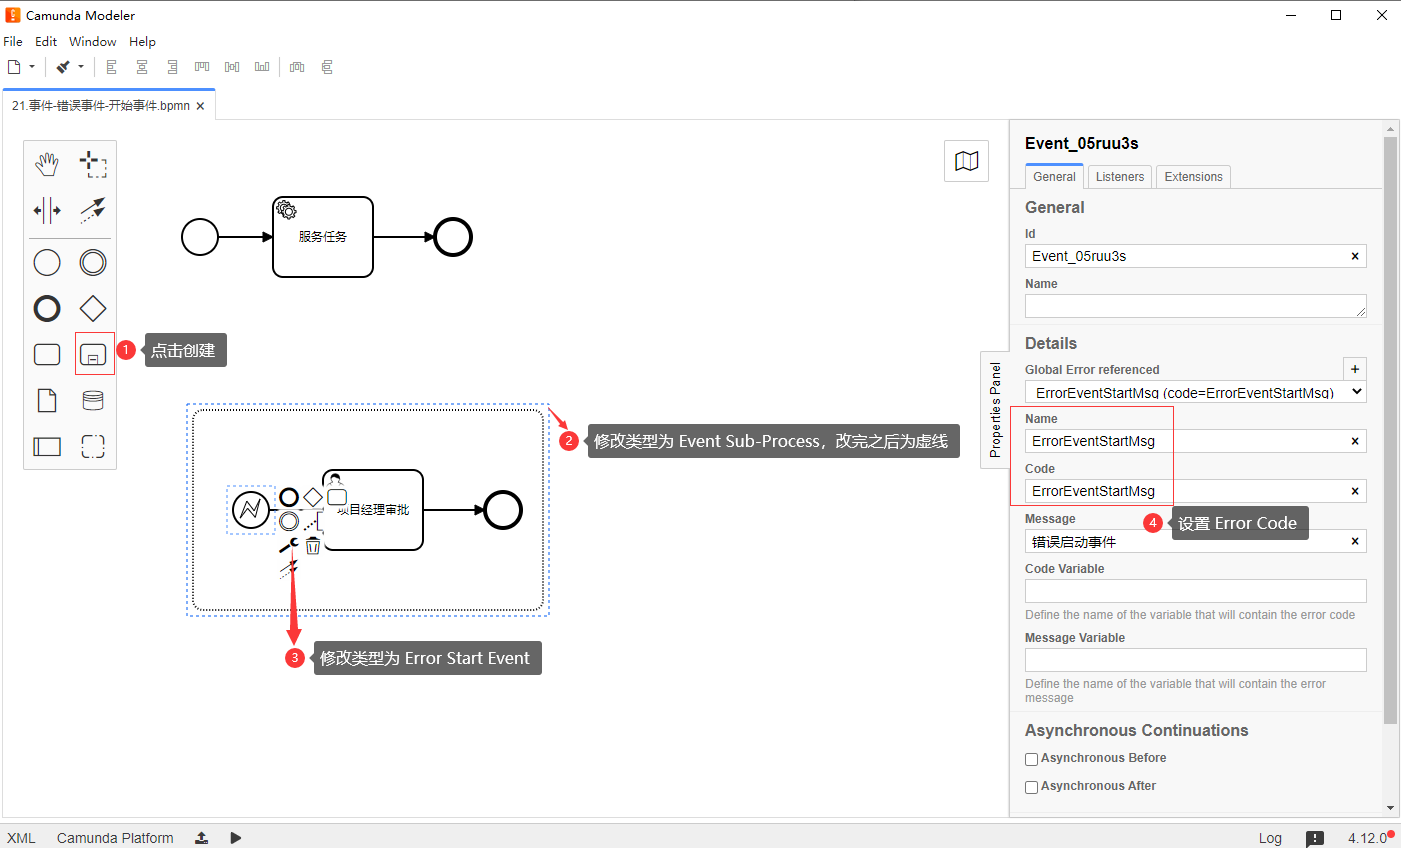 Camunda Modeler
File Edit Window Help
21.事件-错误事件-开始事件.bpmn ×
服务任务
1 点击创建
2 修改类型为 Event Sub-Process，改完之后为虚线
项目经理审批
3 修改类型为 Error Start Event
Properties Panel
Event_05ruu3s
General Listeners Extensions
General
Id
Event_05ruu3s
Name
Details
Global Error referenced
ErrorEventStartMsg (code=ErrorEventStartMsg)
Name
ErrorEventStartMsg
Code
ErrorEventStartMsg
Message
4 设置 Error Code
错误启动事件
Code Variable
Define the name of the variable that will contain the error code
Message Variable
Define the name of the variable that will contain the error
message
Asynchronous Continuations
Asynchronous Before
Asynchronous After
XML Camunda Platform Log 4.12.0